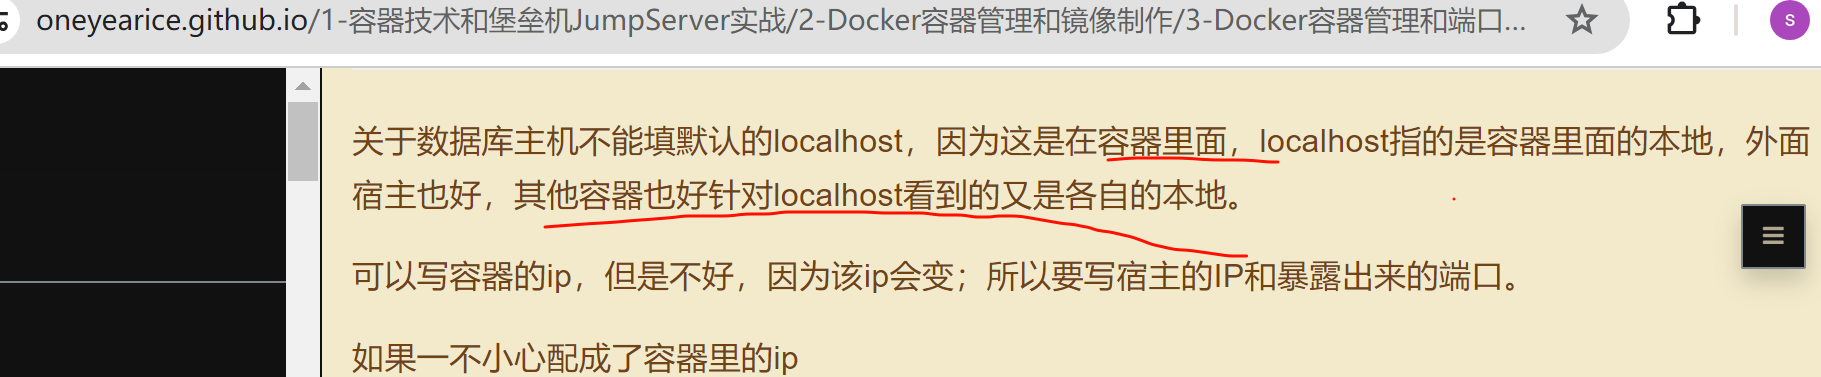 oneyearice.github.io/1-容器技术和堡垒机JumpServer实战/2-Docker容器管理和镜像制作/3-Docker容器管理和端口...
S
关于数据库主机不能填默认的localhost，因为这是在容器里面，localhost指的是容器里面的本地，外面
宿主也好，其他容器也好针对localhost看到的又是各自的本地。
可以写容器的ip，但是不好，因为该ip会变；所以要写宿主的IP和暴露出来的端口。
如果一不小心配成了容器里的ip